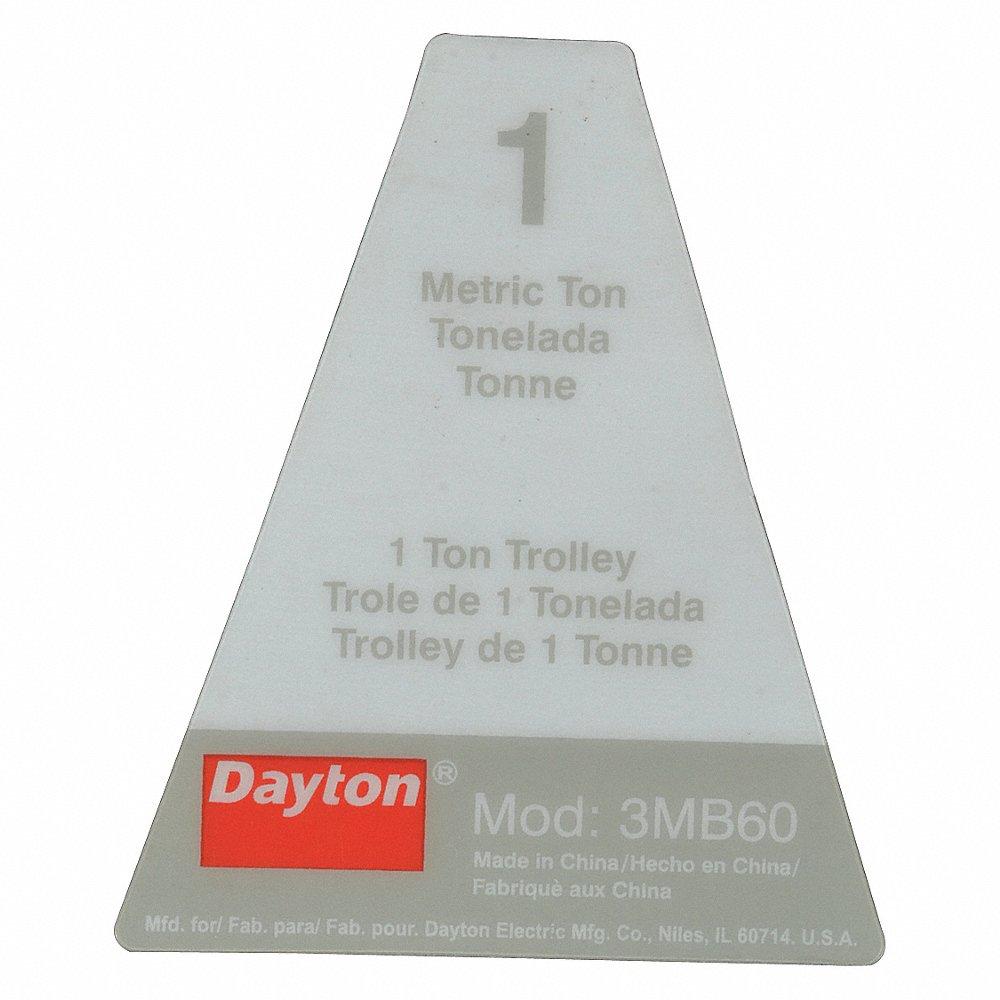 1
Metric Ton
Tonelada
Tonne
1 Ton Trolley
Trole de 1 Tonelada
Trolley de 1 Tonne
Dayton®
Mod: 3MB60
Made in China/Hecho en China/
Fabriquè aux China
Mfd. for/ Fab. para/ Fab. pour. Dayton Electric Mfg. Co., Niles, IL 60714. U.S.A.